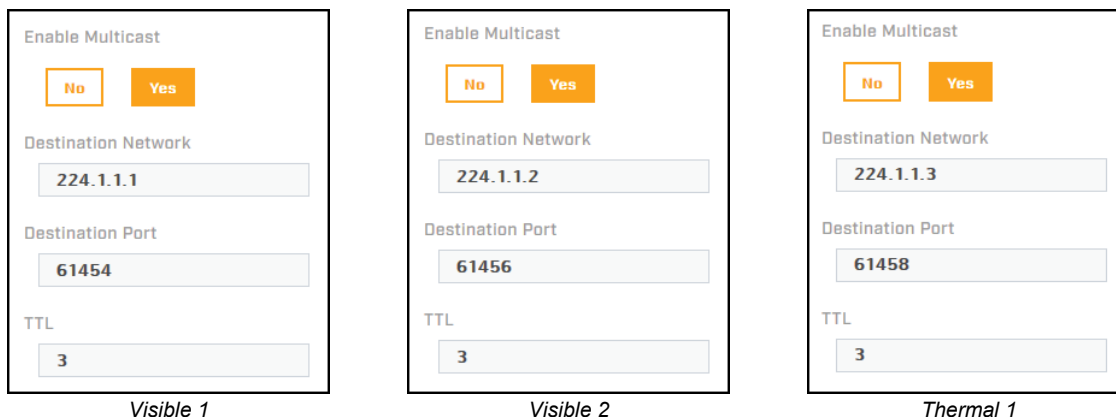 Enable Multicast
No Yes
Destination Network
224.1.1.1
Destination Port
61454
TTL
3
Visible 1
Enable Multicast
No Yes
Destination Network
224.1.1.2
Destination Port
61456
TTL
3
Visible 2
Enable Multicast
No Yes
Destination Network
224.1.1.3
Destination Port
61458
TTL
3
Thermal 1